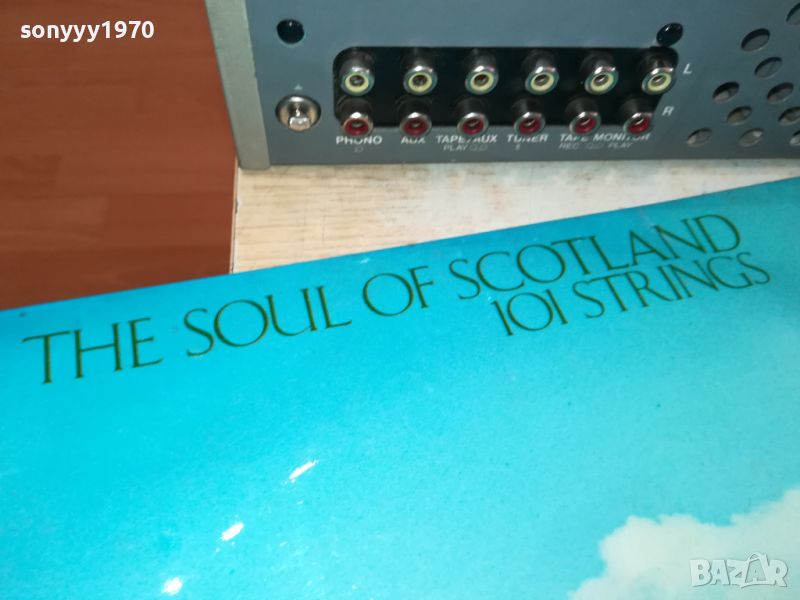 sonyyy1970
L
R
PHONO AUX TAPE/AUX TUNER TAPE MONITOR
PLAY REC PLAY
THE SOUL OF SCOTLAND
101 STRINGS
BAZAR